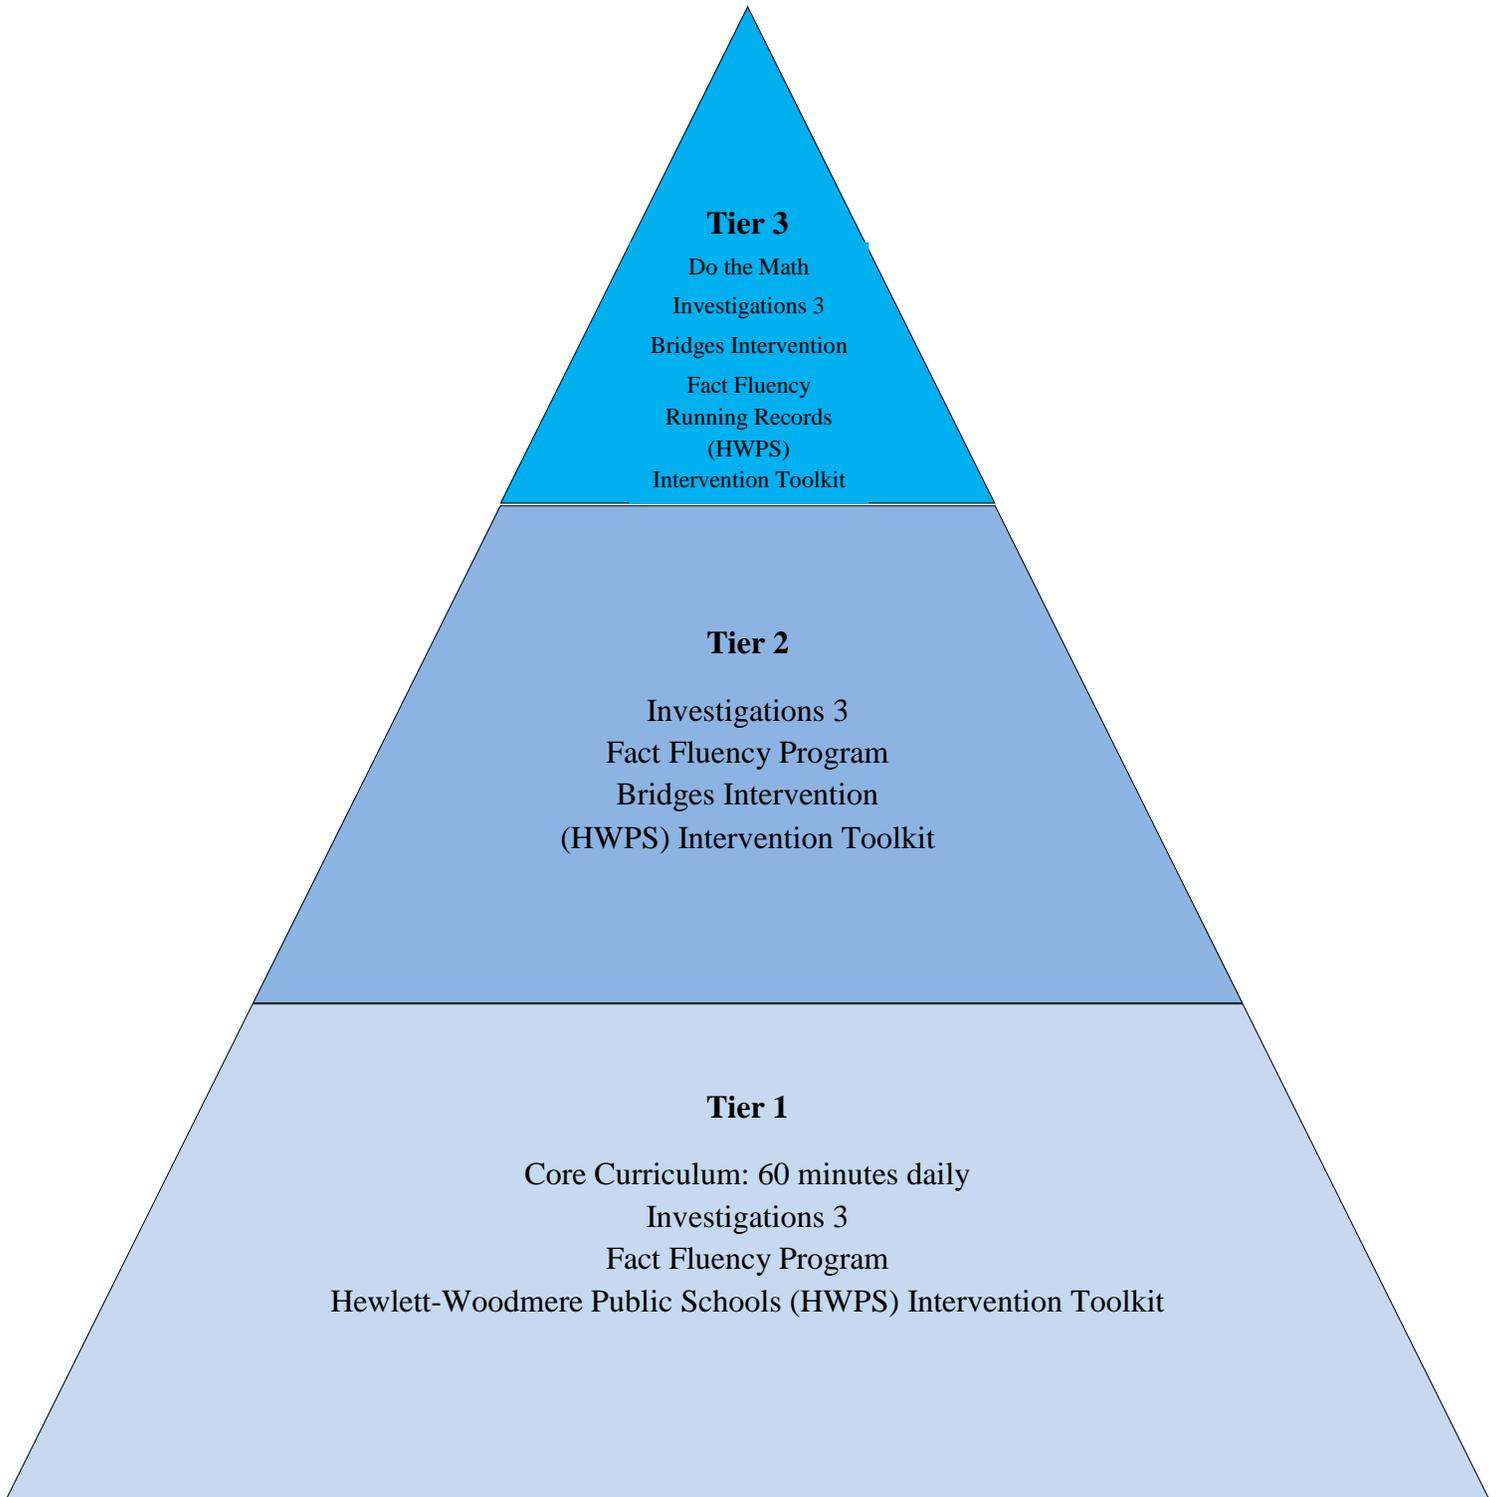 Tier 3
Do the Math
Investigations 3
Bridges Intervention
Fact Fluency
Running Records
(HWPS)
Intervention Toolkit
Tier 2
Investigations 3
Fact Fluency Program
Bridges Intervention
(HWPS) Intervention Toolkit
Tier 1
Core Curriculum: 60 minutes daily
Investigations 3
Fact Fluency Program
Hewlett-Woodmere Public Schools (HWPS) Intervention Toolkit